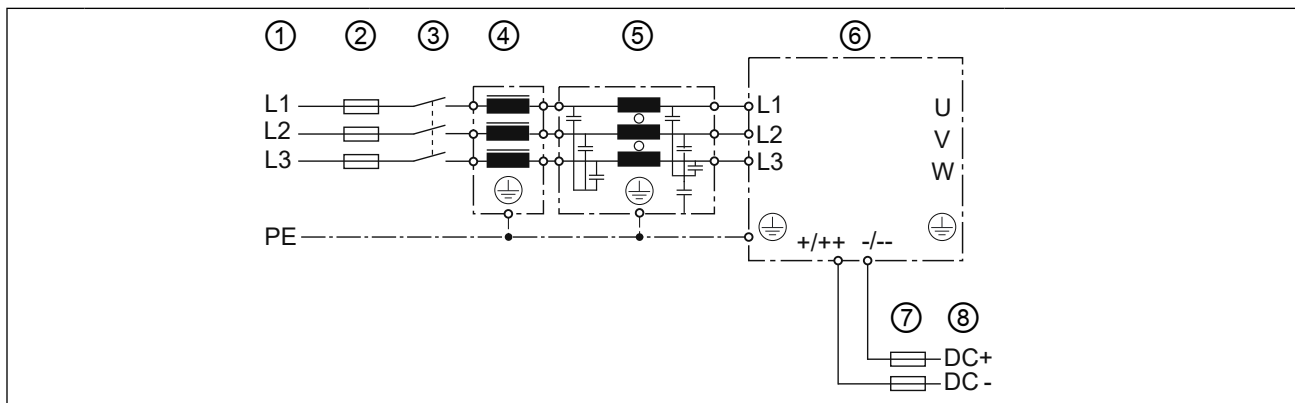 ① ② ③ ④ ⑤ ⑥
L1 L1 U
L2 L2 V
L3 L3 W
PE
+/++ -/--
⑦ ⑧
DC+
DC -